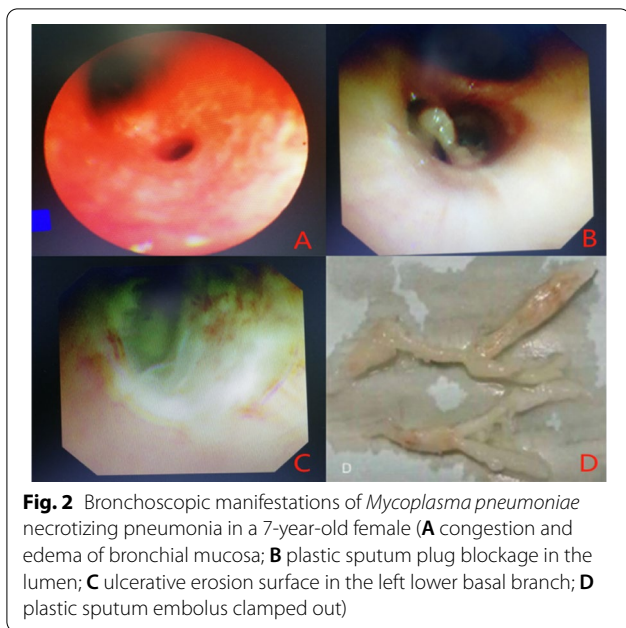 A
B
C
D
D
Fig. 2 Bronchoscopic manifestations of Mycoplasma pneumoniae
necrotizing pneumonia in a 7-year-old female (A congestion and
edema of bronchial mucosa; B plastic sputum plug blockage in the
lumen; C ulcerative erosion surface in the left lower basal branch; D
plastic sputum embolus clamped out)